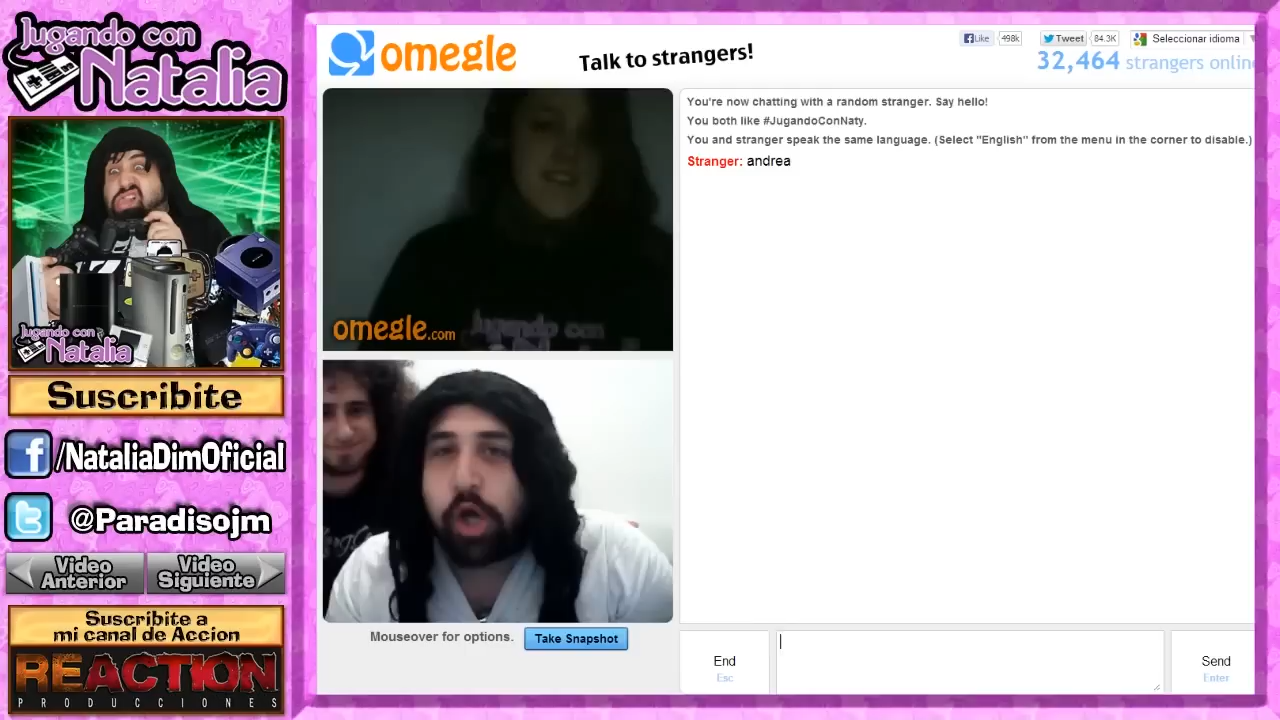 Jugando con
Natalia
Jugando con
Natalia
Suscribite
f /NataliaDimOficial
t @Paradisojm
Video
Anterior
Video
Siguiente
Suscribite a
mi canal de Accion
REACTION
PRODUCCIONES
omegle
Talk to strangers!
Like 498k
Tweet 84.3K
Seleccionar idioma
32,464 strangers online
omegle.com
Jugando con
You're now chatting with a random stranger. Say hello!
You both like #JugandoConNaty.
You and stranger speak the same language. (Select "English" from the menu in the corner to disable.)
Stranger: andrea
Mouseover for options.
Take Snapshot
End
Esc
Send
Enter